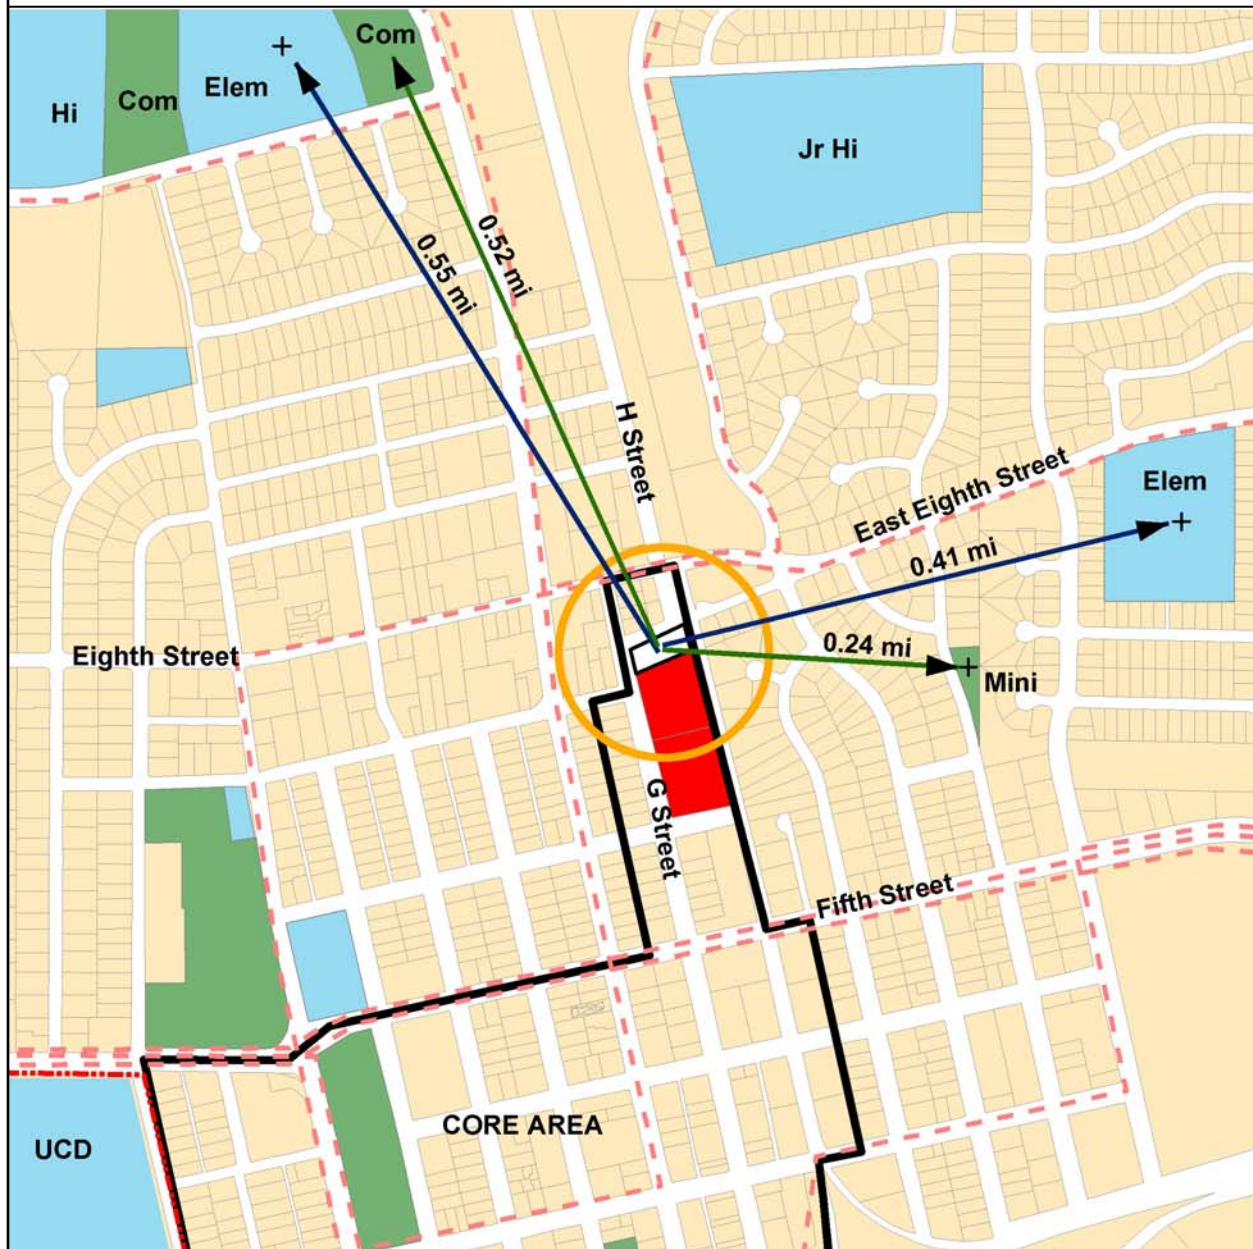 Com
Elem
Com
Hi
Jr Hi
0.52 mi
0.55 mi
H Street
Elem
East Eighth Street
0.41 mi
0.24 mi
Eighth Street
Mini
G Street
Fifth Street
CORE AREA
UCD